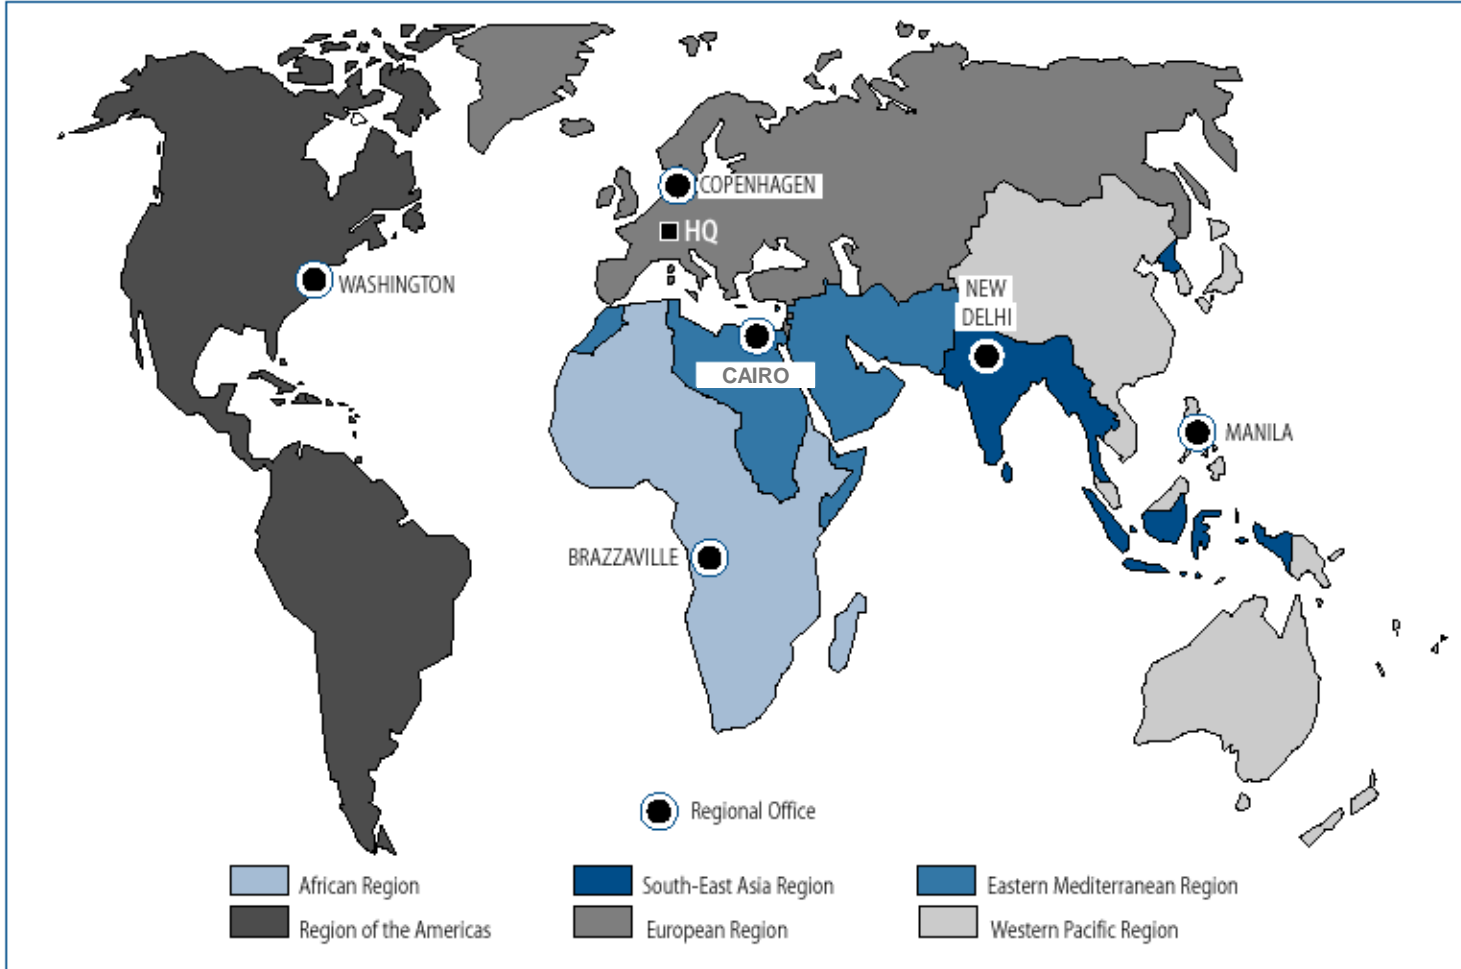 COPENHAGEN
HQ
WASHINGTON
NEW
DELHI
CAIRO
MANILA
BRAZZAVILLE
Regional Office
African Region
South-East Asia Region
Eastern Mediterranean Region
Region of the Americas
European Region
Western Pacific Region